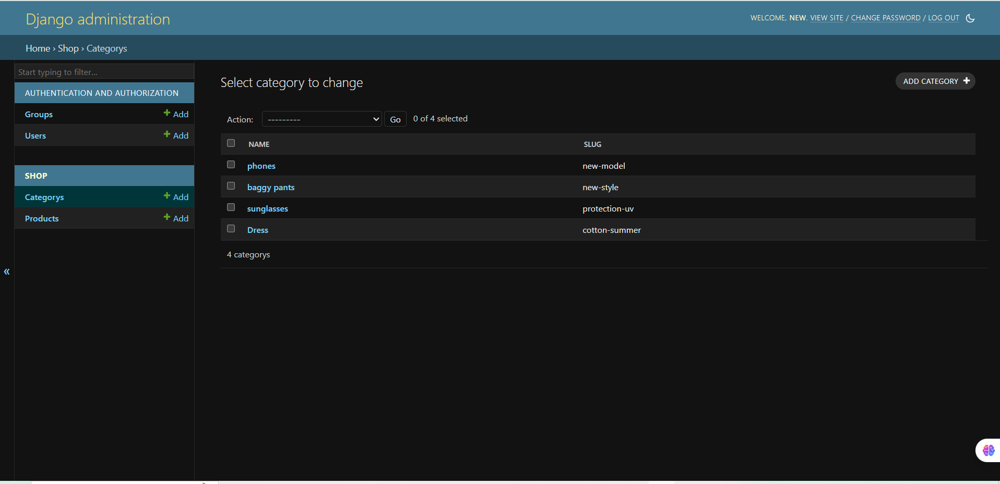 Django administration
WELCOME, NEW. VIEW SITE / CHANGE PASSWORD / LOG OUT
Home › Shop › Categorys
Start typing to filter...
AUTHENTICATION AND AUTHORIZATION
Groups + Add
Users + Add
SHOP
Categorys + Add
Products + Add
«
Select category to change
ADD CATEGORY +
Action: --------- Go 0 of 4 selected
NAME SLUG
phones new-model
baggy pants new-style
sunglasses protection-uv
Dress cotton-summer
4 categorys